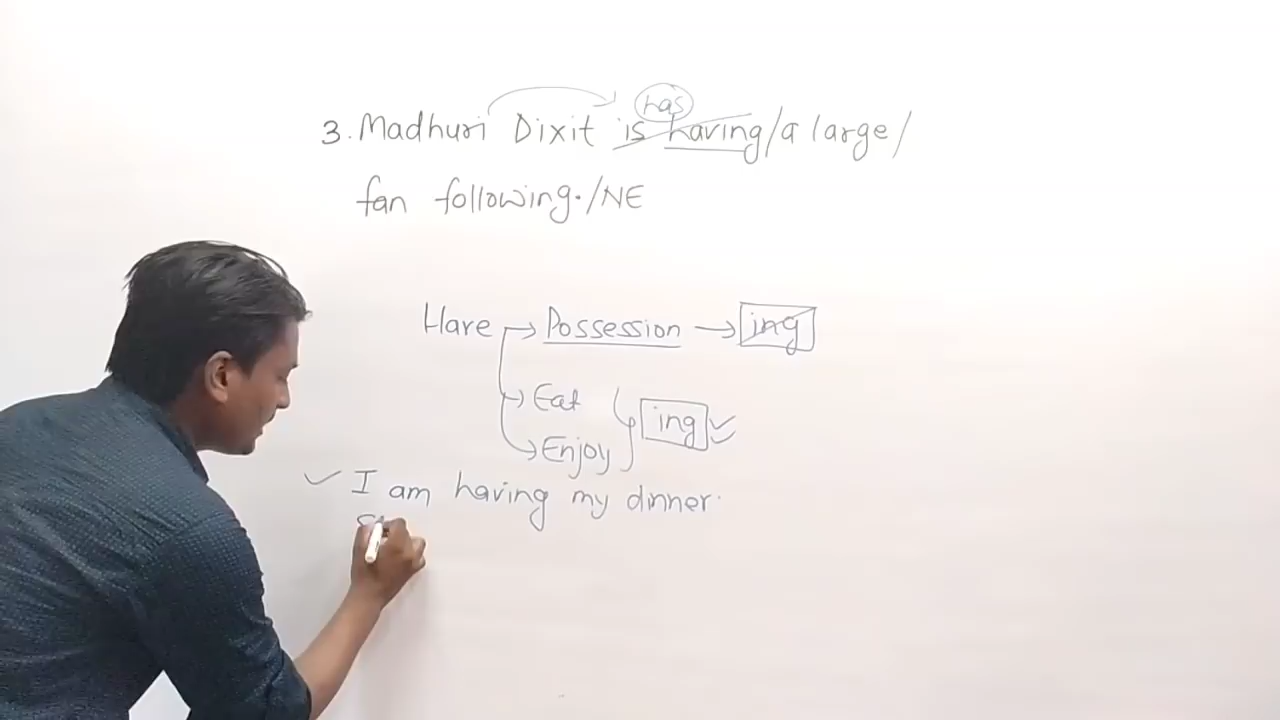 has
3. Madhuri Dixit is having/a large/
fan following./NE
Have → Possession → ing
→ Eat
ing
→ Enjoy
✓ I am having my dinner.